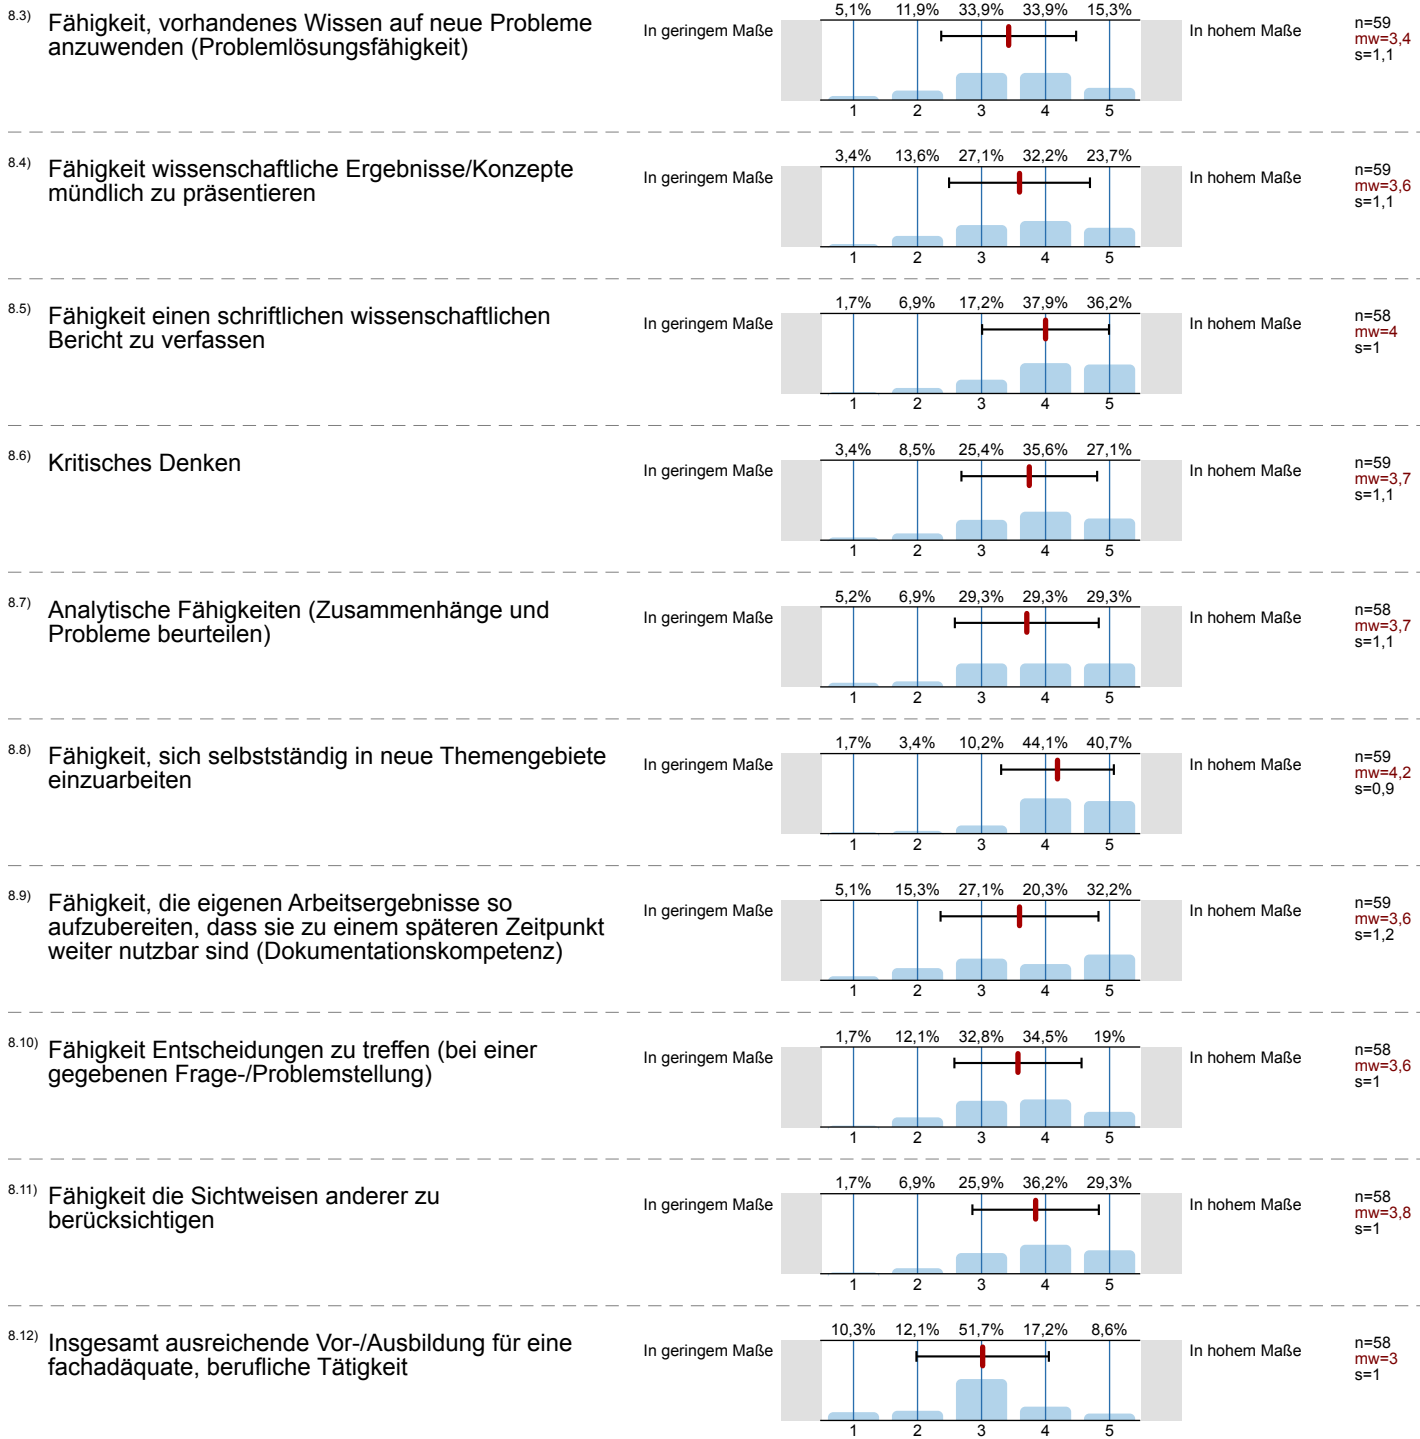 8.3) Fähigkeit, vorhandenes Wissen auf neue Probleme
anzuwenden (Problemlösungsfähigkeit)
In geringem Maße
5,1% 11,9% 33,9% 33,9% 15,3%
1 2 3 4 5
In hohem Maße
n=59
mw=3,4
s=1,1
8.4) Fähigkeit wissenschaftliche Ergebnisse/Konzepte
mündlich zu präsentieren
In geringem Maße
3,4% 13,6% 27,1% 32,2% 23,7%
1 2 3 4 5
In hohem Maße
n=59
mw=3,6
s=1,1
8.5) Fähigkeit einen schriftlichen wissenschaftlichen
Bericht zu verfassen
In geringem Maße
1,7% 6,9% 17,2% 37,9% 36,2%
1 2 3 4 5
In hohem Maße
n=58
mw=4
s=1
8.6) Kritisches Denken
In geringem Maße
3,4% 8,5% 25,4% 35,6% 27,1%
1 2 3 4 5
In hohem Maße
n=59
mw=3,7
s=1,1
8.7) Analytische Fähigkeiten (Zusammenhänge und
Probleme beurteilen)
In geringem Maße
5,2% 6,9% 29,3% 29,3% 29,3%
1 2 3 4 5
In hohem Maße
n=58
mw=3,7
s=1,1
8.8) Fähigkeit, sich selbstständig in neue Themengebiete
einzuarbeiten
In geringem Maße
1,7% 3,4% 10,2% 44,1% 40,7%
1 2 3 4 5
In hohem Maße
n=59
mw=4,2
s=0,9
8.9) Fähigkeit, die eigenen Arbeitsergebnisse so
aufzubereiten, dass sie zu einem späteren Zeitpunkt
weiter nutzbar sind (Dokumentationskompetenz)
In geringem Maße
5,1% 15,3% 27,1% 20,3% 32,2%
1 2 3 4 5
In hohem Maße
n=59
mw=3,6
s=1,2
8.10) Fähigkeit Entscheidungen zu treffen (bei einer
gegebenen Frage-/Problemstellung)
In geringem Maße
1,7% 12,1% 32,8% 34,5% 19%
1 2 3 4 5
In hohem Maße
n=58
mw=3,6
s=1
8.11) Fähigkeit die Sichtweisen anderer zu
berücksichtigen
In geringem Maße
1,7% 6,9% 25,9% 36,2% 29,3%
1 2 3 4 5
In hohem Maße
n=58
mw=3,8
s=1
8.12) Insgesamt ausreichende Vor-/Ausbildung für eine
fachadäquate, berufliche Tätigkeit
In geringem Maße
10,3% 12,1% 51,7% 17,2% 8,6%
1 2 3 4 5
In hohem Maße
n=58
mw=3
s=1